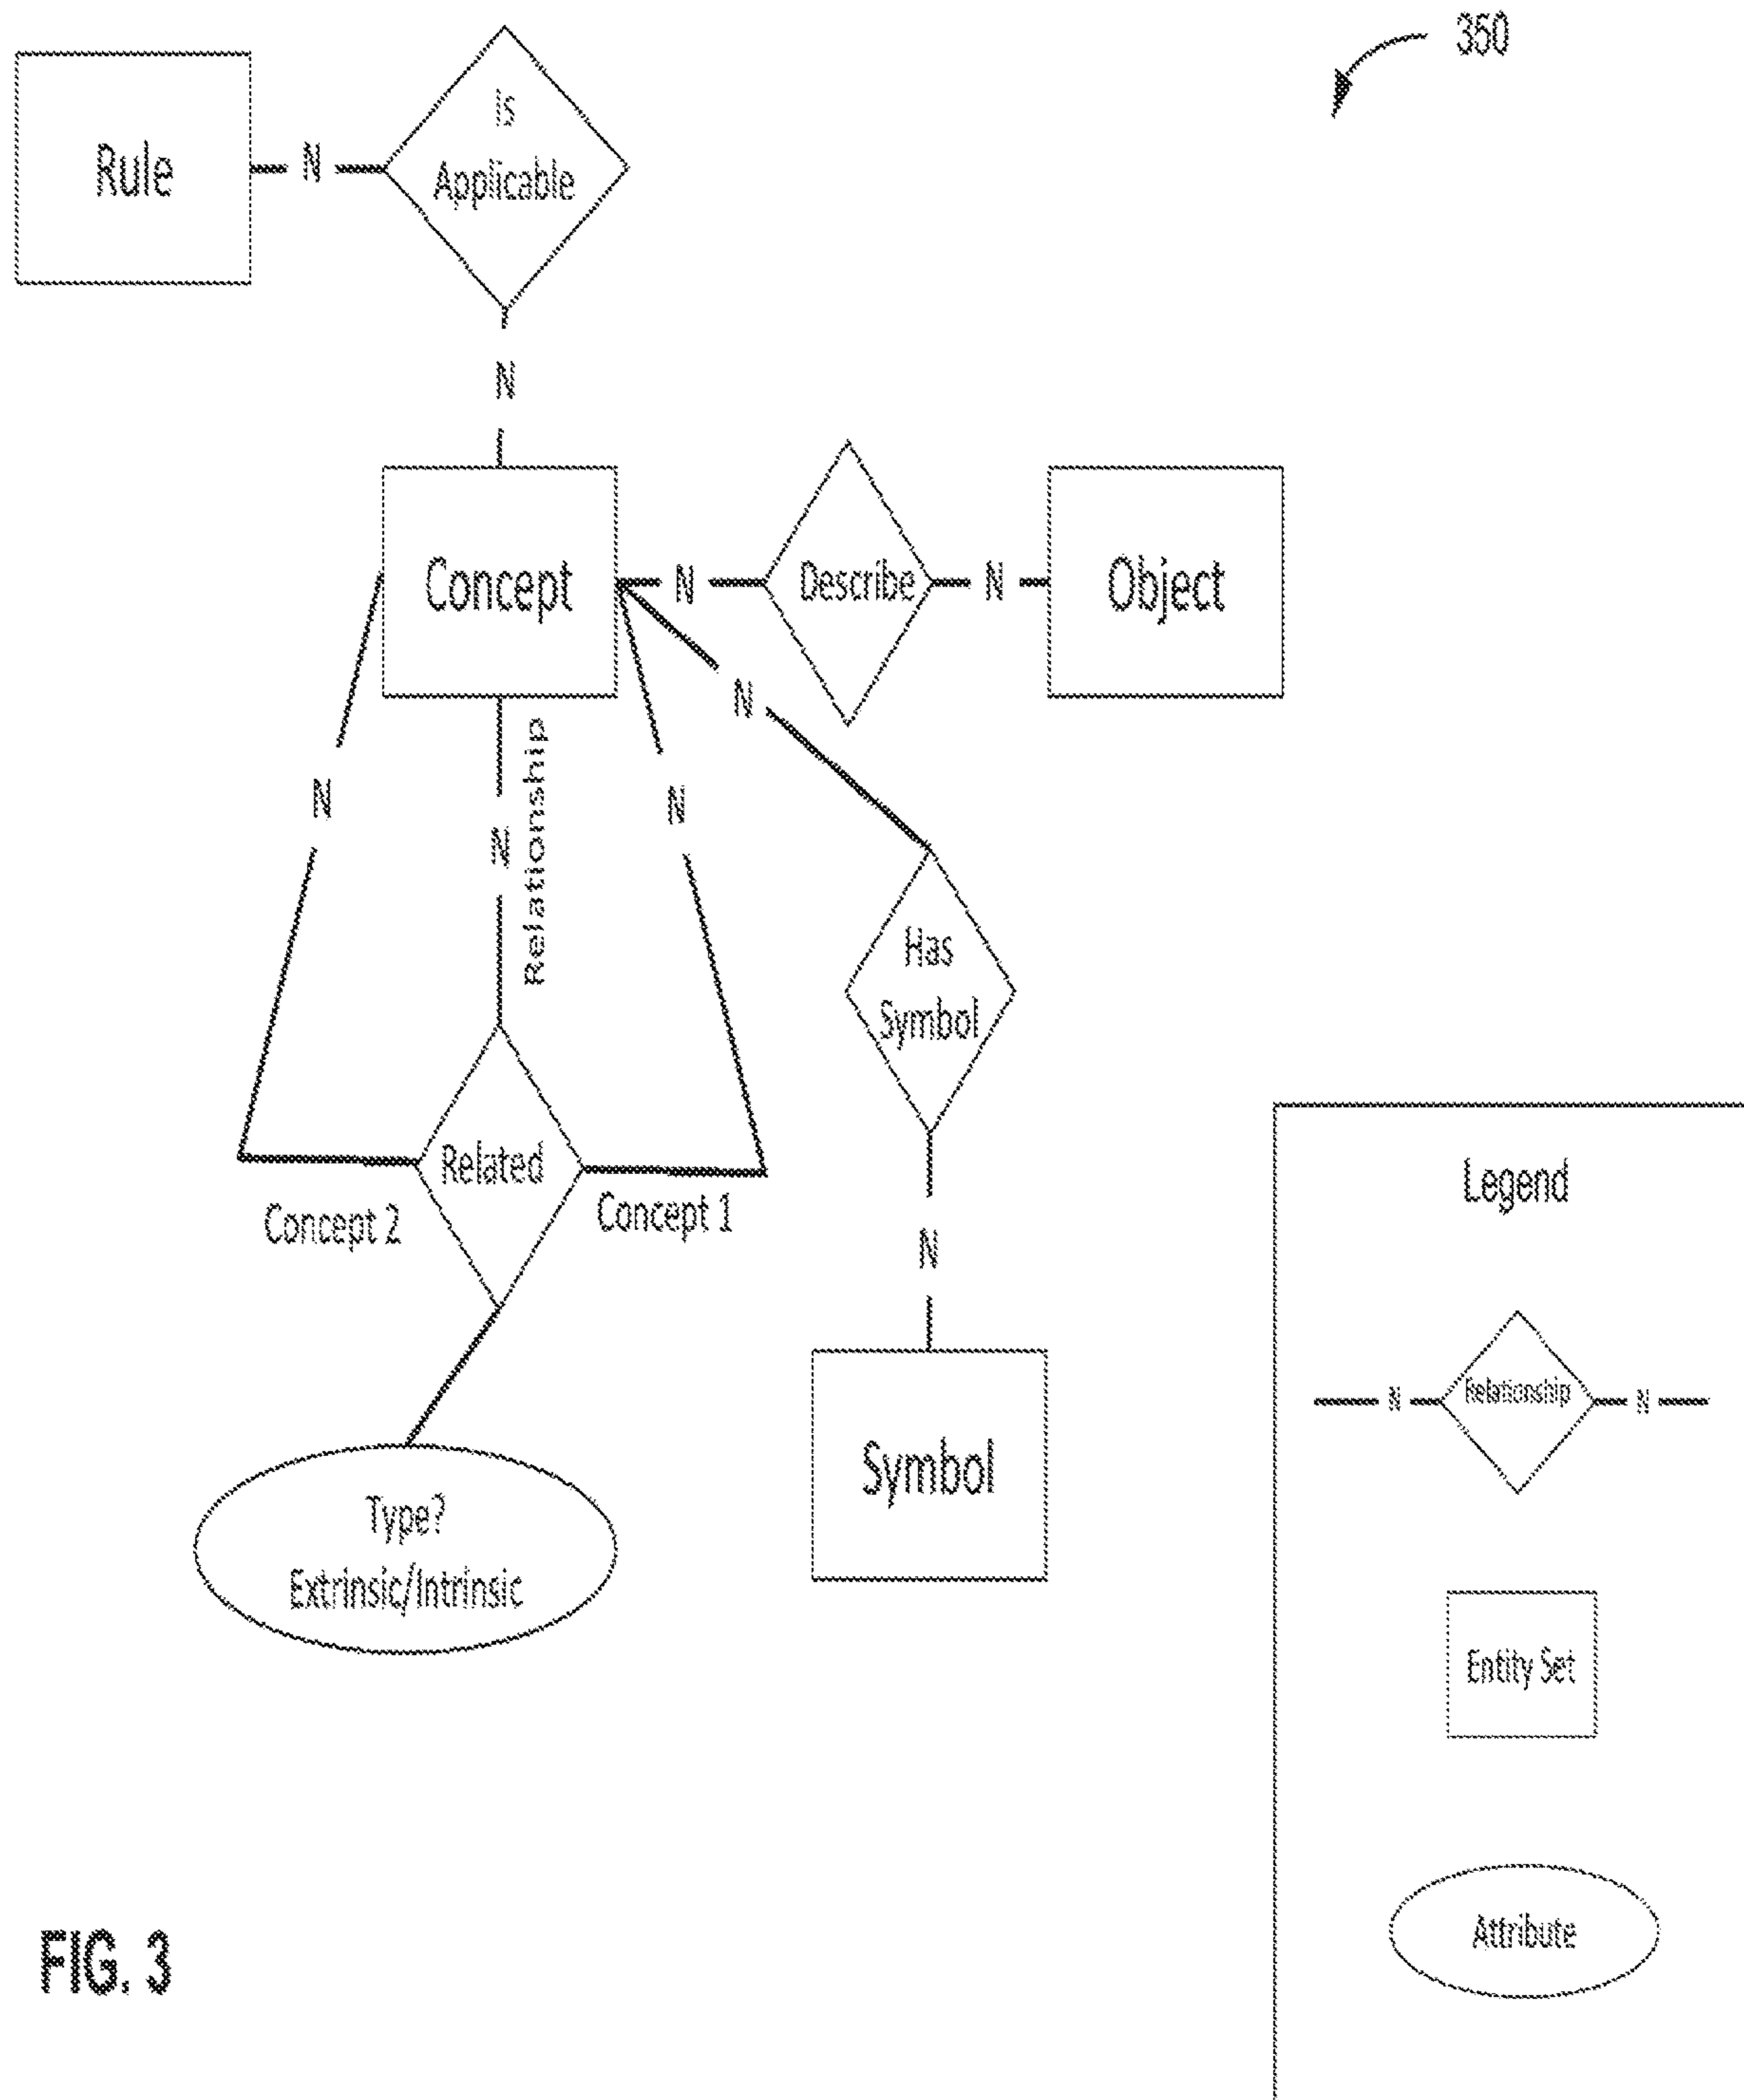 350
Is
Rule
N
Applicable
N
Concept
N
Describe
N
Object
N
N
N
Relationship
N
Has
Symbol
Related
Concept 2
Concept 1
N
Type?
Extrinsic/Intrinsic
Symbol
Legend
N
Relationship
N
Entity Set
Attribute
FIG. 3